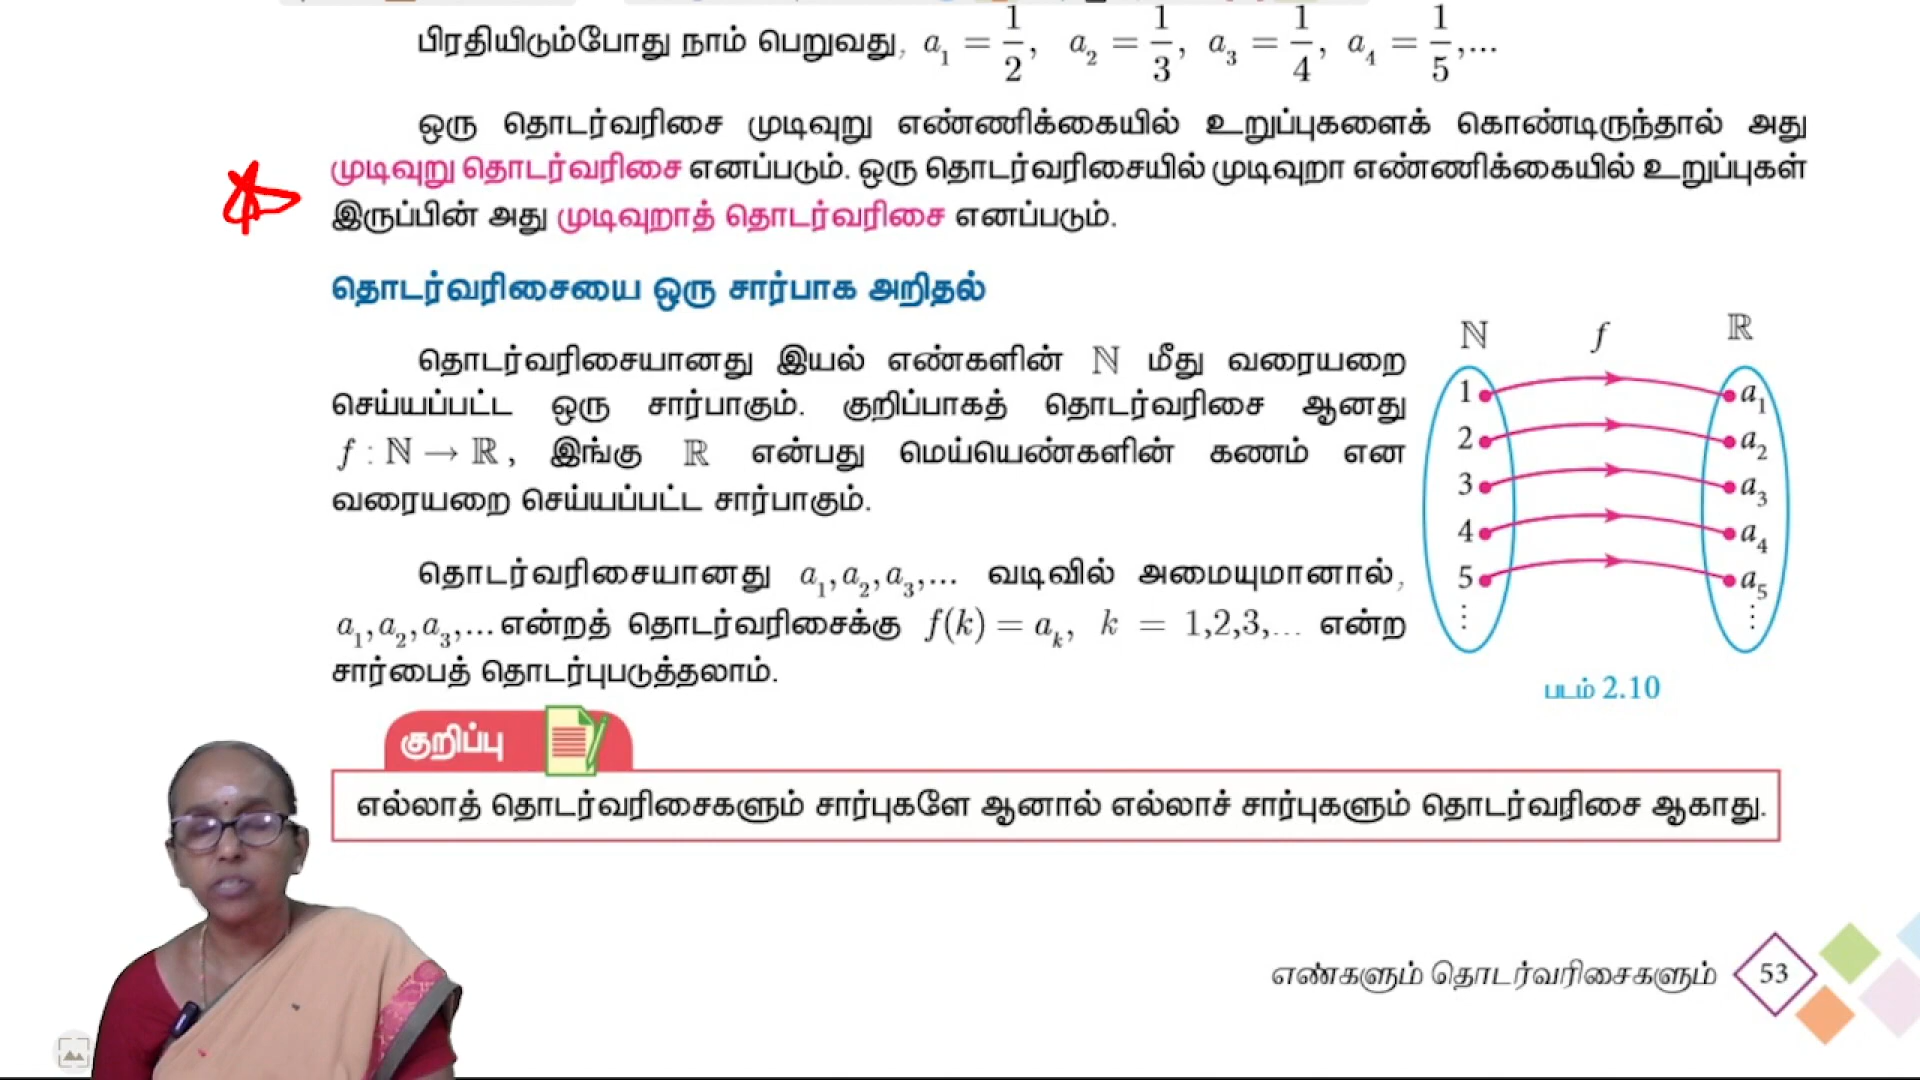 பிரதியிடும்போது நாம் பெறுவது, a₁ = 1/2, a₂ = 1/3, a₃ = 1/4, a₄ = 1/5,...
ஒரு தொடர்வரிசை முடிவுறு எண்ணிக்கையில் உறுப்புகளைக் கொண்டிருந்தால் அது
முடிவுறு தொடர்வரிசை எனப்படும். ஒரு தொடர்வரிசையில் முடிவுறா எண்ணிக்கையில் உறுப்புகள்
இருப்பின் அது முடிவுறாத் தொடர்வரிசை எனப்படும்.
தொடர்வரிசையை ஒரு சார்பாக அறிதல்
தொடர்வரிசையானது இயல் எண்களின் ℕ மீது வரையறை
செய்யப்பட்ட ஒரு சார்பாகும். குறிப்பாகத் தொடர்வரிசை ஆனது
f : ℕ → ℝ, இங்கு ℝ என்பது மெய்யெண்களின் கணம் என
வரையறை செய்யப்பட்ட சார்பாகும்.
தொடர்வரிசையானது a₁, a₂, a₃,... வடிவில் அமையுமானால்,
a₁, a₂, a₃,... என்றத் தொடர்வரிசைக்கு f(k) = aₖ, k = 1,2,3,... என்ற
சார்பைத் தொடர்புபடுத்தலாம்.
ℕ f ℝ
1 a₁
2 a₂
3 a₃
4 a₄
5 a₅
⋮ ⋮
படம் 2.10
குறிப்பு
எல்லாத் தொடர்வரிசைகளும் சார்புகளே ஆனால் எல்லாச் சார்புகளும் தொடர்வரிசை ஆகாது.
எண்களும் தொடர்வரிசைகளும் 53